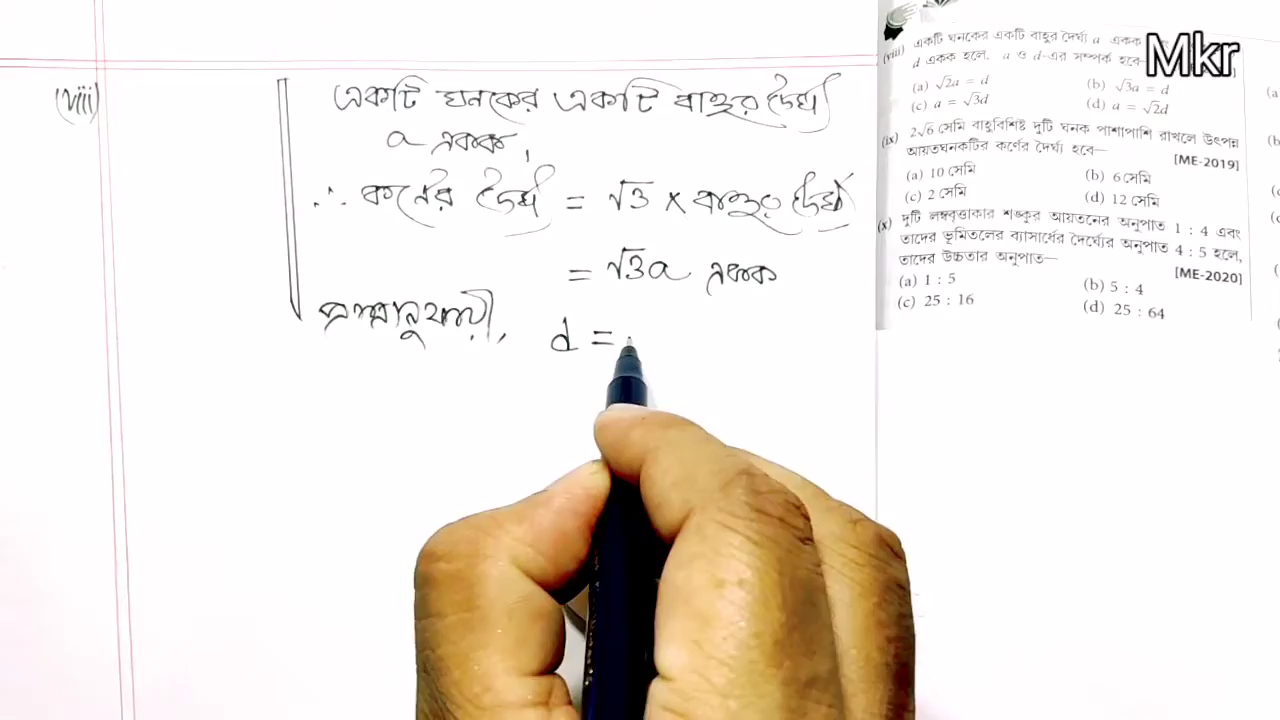 (viii)
একটি ঘনকের একটি বাহুর দৈর্ঘ্য
a একক,
∴ কর্ণের দৈর্ঘ্য = √3 × বাহুর দৈর্ঘ্য
= √3a একক
প্রশ্নানুযায়ী, d =
Mkr
(viii) একটি ঘনকের একটি বাহুর দৈর্ঘ্য a একক
d একক হলে, a ও d-এর সম্পর্ক হবে—
(a) √2a = d (b) √3a = d
(c) a = √3d (d) a = √2d
(ix) 2√6 সেমি বাহুবিশিষ্ট দুটি ঘনক পাশাপাশি রাখলে উৎপন্ন
আয়তঘনকটির কর্ণের দৈর্ঘ্য হবে—
[ME-2019]
(a) 10 সেমি (b) 6 সেমি
(c) 2 সেমি (d) 12 সেমি
(x) দুটি লম্ববৃত্তাকার শঙ্কুর আয়তনের অনুপাত 1 : 4 এবং
তাদের ভূমিতলের ব্যাসার্ধের দৈর্ঘ্যের অনুপাত 4 : 5 হলে,
তাদের উচ্চতার অনুপাত—
[ME-2020]
(a) 1 : 5 (b) 5 : 4
(c) 25 : 16 (d) 25 : 64